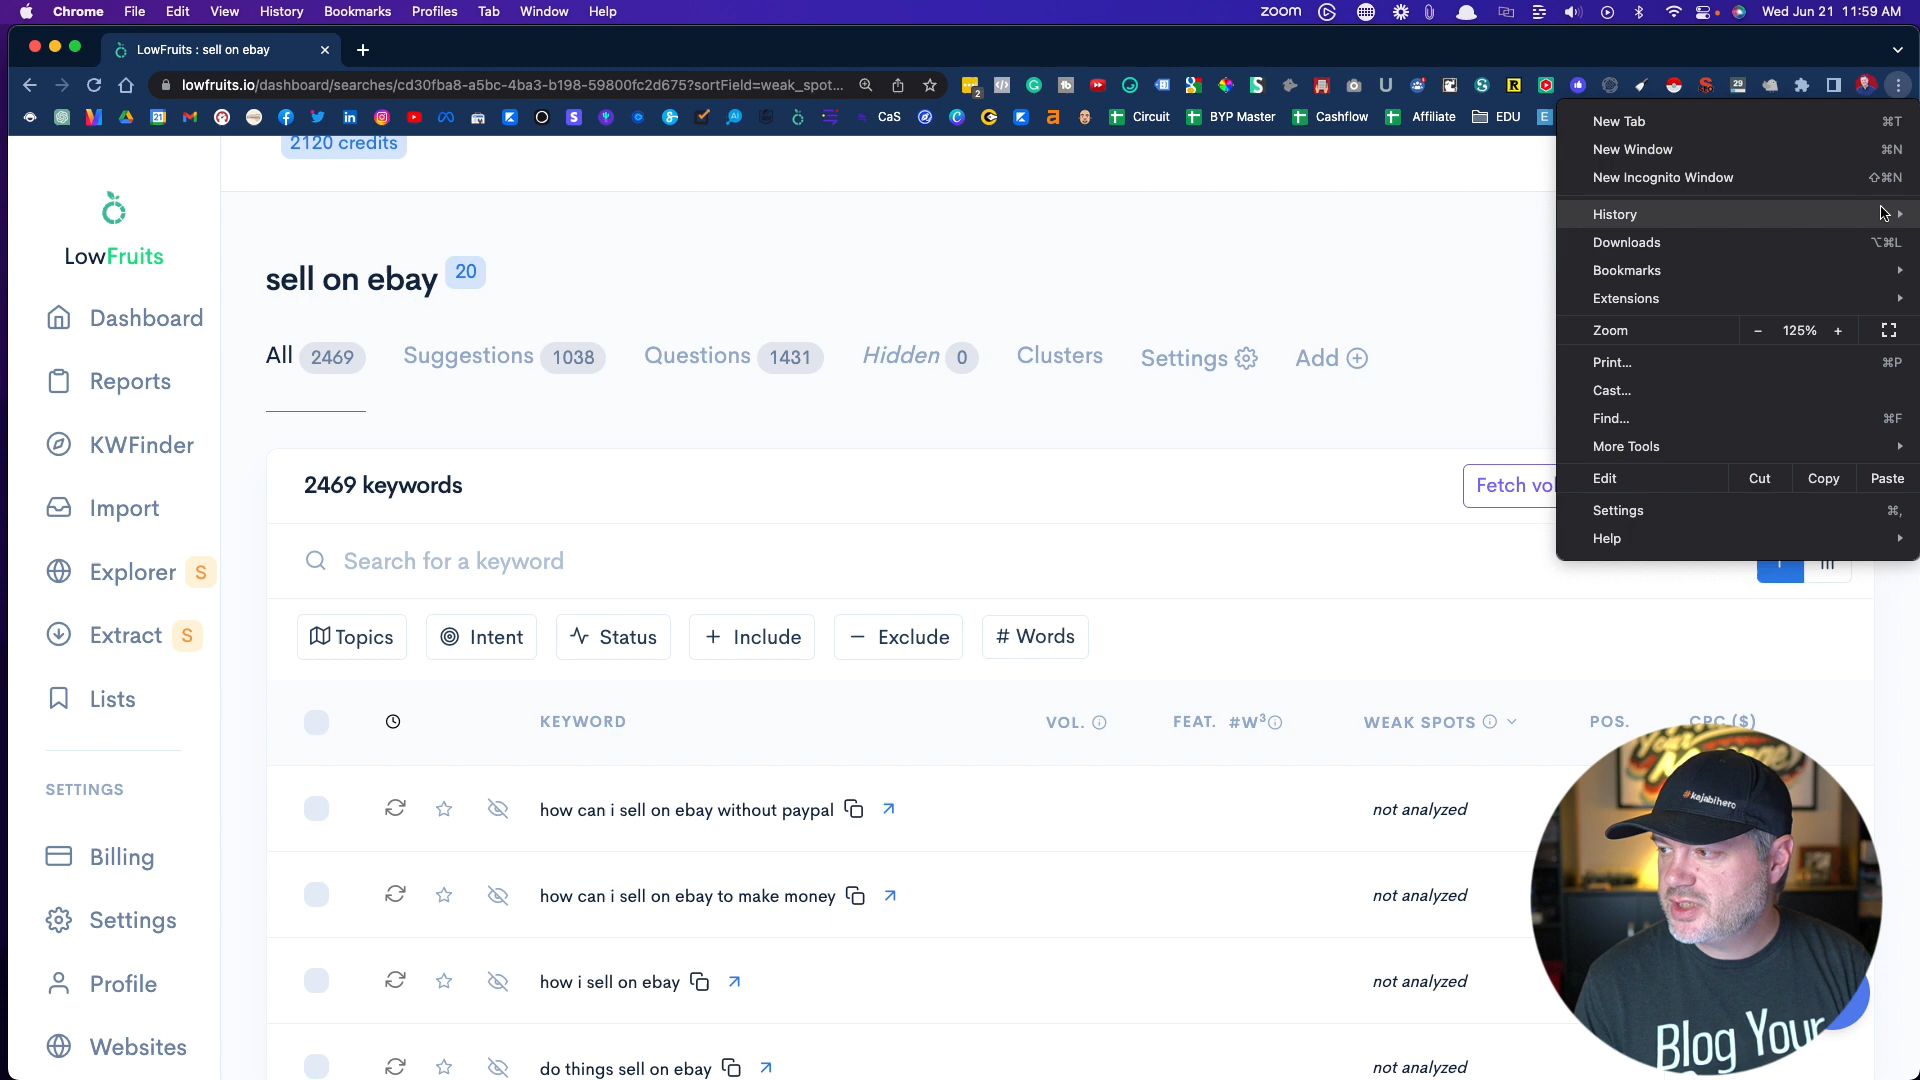 Chrome File Edit View History Bookmarks Profiles Tab Window Help
zoom Wed Jun 21 11:59 AM
LowFruits : sell on ebay
lowfruits.io/dashboard/searches/cd30fba8-a5bc-4ba3-b198-59800fc2d675?sortField=weak_spot...
CaS Circuit BYP Master Cashflow Affiliate EDU
New Tab ⌘T
New Window ⌘N
New Incognito Window ⇧⌘N
History
Downloads ⌥⌘L
Bookmarks
Extensions
Zoom − 125% +
Print... ⌘P
Cast...
Find... ⌘F
More Tools
Edit Cut Copy Paste
Settings ⌘,
Help
2120 credits
LowFruits
Dashboard
Reports
KWFinder
Import
Explorer S
Extract S
Lists
SETTINGS
Billing
Settings
Profile
Websites
sell on ebay 20
All 2469 Suggestions 1038 Questions 1431 Hidden 0 Clusters Settings Add
2469 keywords
Fetch vol
Search for a keyword
Topics Intent Status + Include − Exclude # Words
KEYWORD VOL. FEAT. #W³ WEAK SPOTS POS. CPC ($)
how can i sell on ebay without paypal not analyzed
how can i sell on ebay to make money not analyzed
how i sell on ebay not analyzed
do things sell on ebay not analyzed
#kajabihero
Blog Your